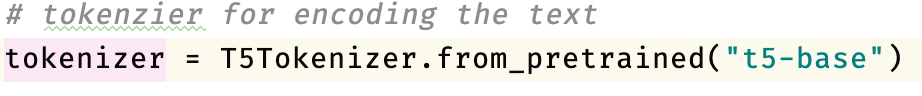 # tokenzier for encoding the text
tokenizer = T5Tokenizer.from_pretrained("t5-base")